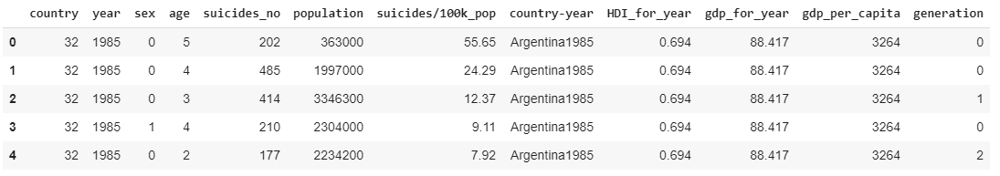 country year sex age suicides_no population suicides/100k_pop country-year HDI_for_year gdp_for_year gdp_per_capita generation
0 32 1985 0 5 202 363000 55.65 Argentina1985 0.694 88.417 3264 0
1 32 1985 0 4 485 1997000 24.29 Argentina1985 0.694 88.417 3264 0
2 32 1985 0 3 414 3346300 12.37 Argentina1985 0.694 88.417 3264 1
3 32 1985 1 4 210 2304000 9.11 Argentina1985 0.694 88.417 3264 0
4 32 1985 0 2 177 2234200 7.92 Argentina1985 0.694 88.417 3264 2